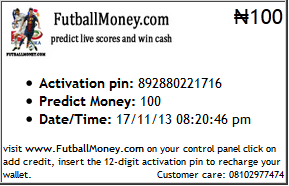 FutballMoney.com
₦100
predict live scores and win cash
• Activation pin: 892880221716
• Predict Money: 100
• Date/Time: 17/11/13 08:20:46 pm
visit www.FutballMoney.com on your control panel click on
add credit, insert the 12-digit activation pin to recharge your
wallet. Customer care: 08102977474